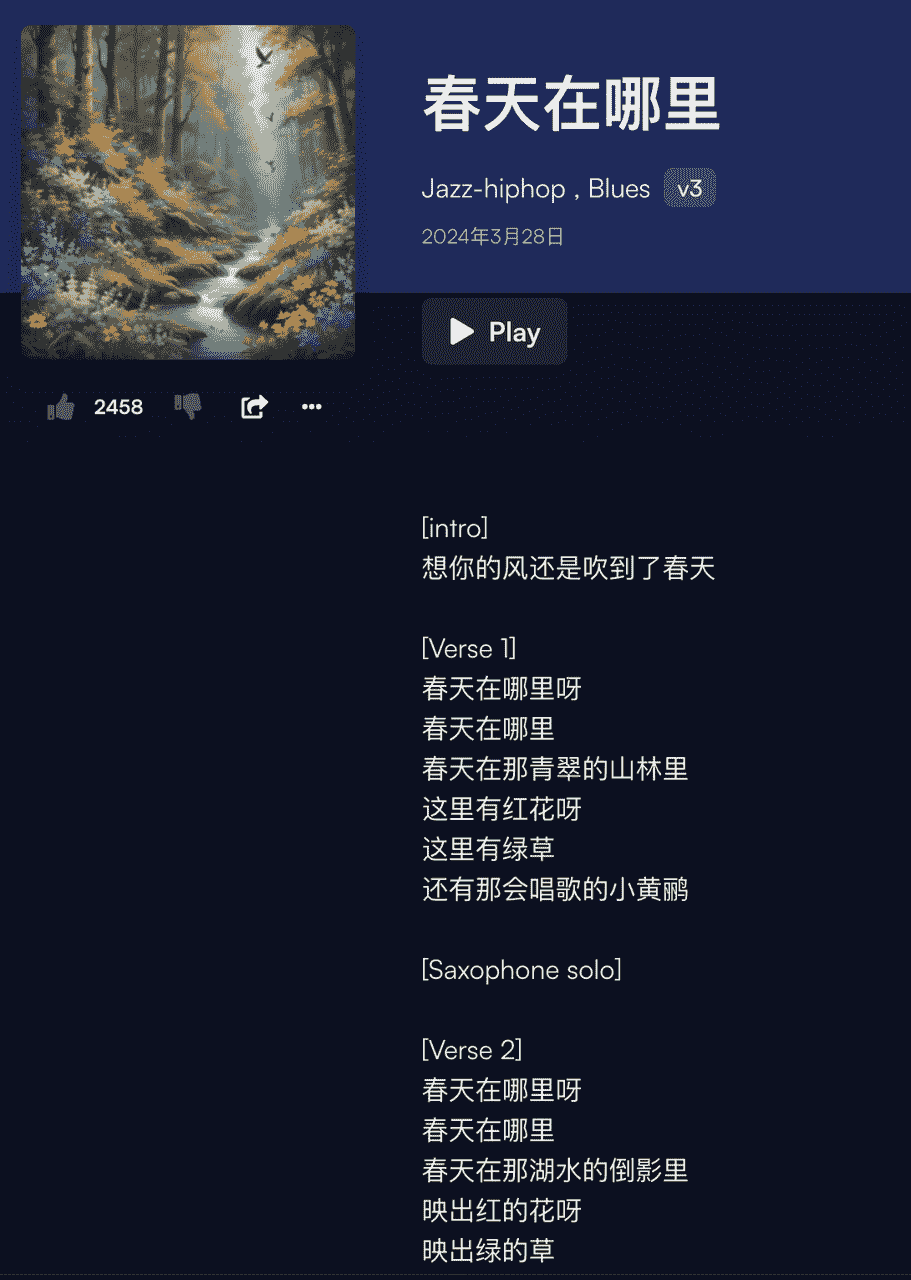 春天在哪里
Jazz-hiphop , Blues v3
2024年3月28日
Play
2458
[intro]
想你的风还是吹到了春天
[Verse 1]
春天在哪里呀
春天在哪里
春天在那青翠的山林里
这里有红花呀
这里有绿草
还有那会唱歌的小黄鹂
[Saxophone solo]
[Verse 2]
春天在哪里呀
春天在哪里
春天在那湖水的倒影里
映出红的花呀
映出绿的草